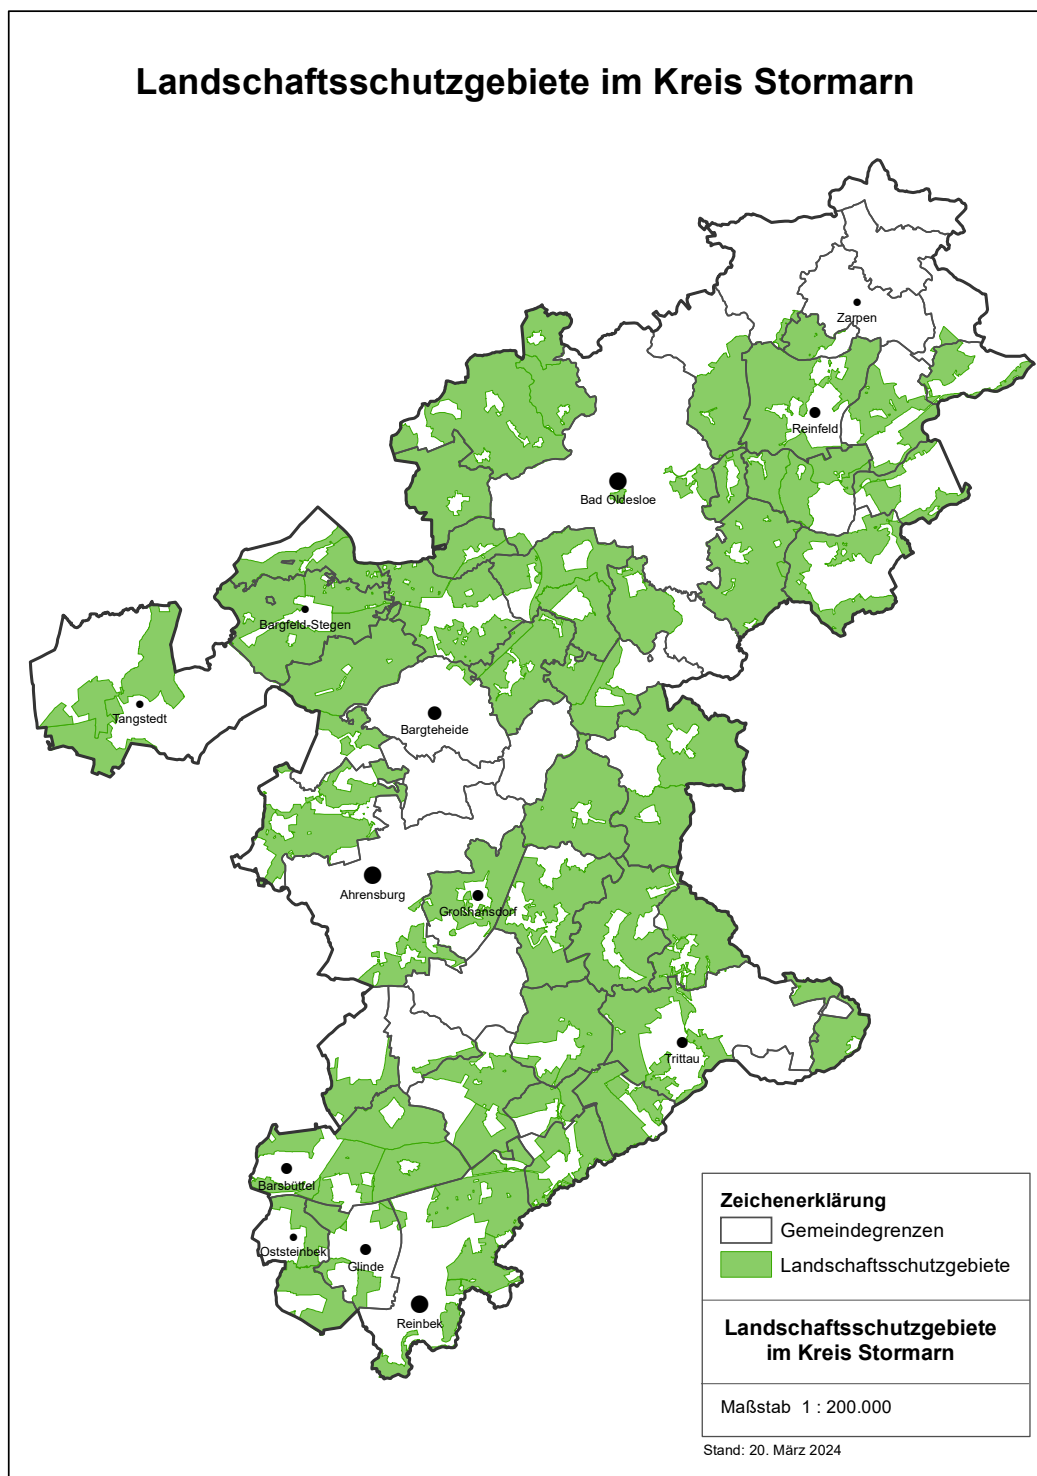 Landschaftsschutzgebiete im Kreis Stormarn
Zarpen
Reinfeld
Bad Oldesloe
Bargfeld-Stegen
Tangstedt
Bargteheide
Ahrensburg
Großhansdorf
Trittau
Barsbüttel
Oststeinbek
Glinde
Reinbek
Zeichenerklärung
Gemeindegrenzen
Landschaftsschutzgebiete
Landschaftsschutzgebiete
im Kreis Stormarn
Maßstab 1 : 200.000
Stand: 20. März 2024